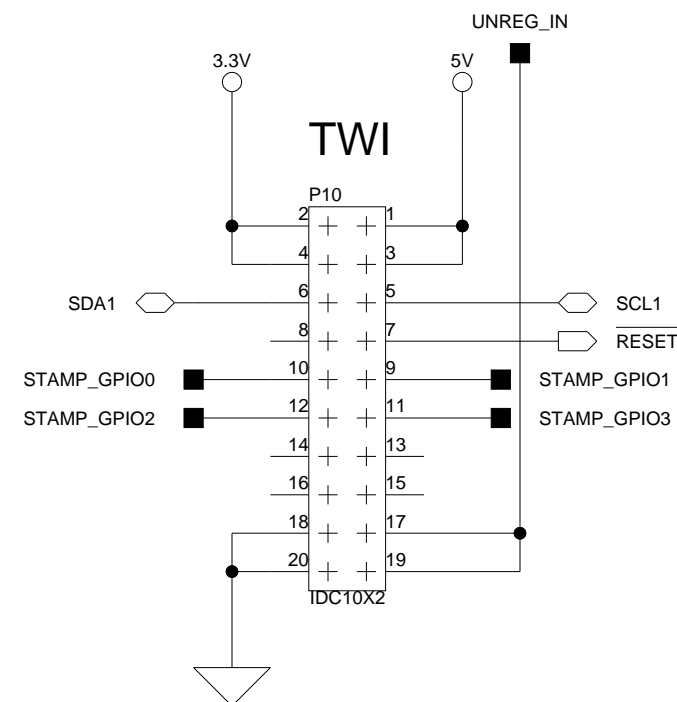 UNREG_IN
3.3V 5V
TWI
P10
2 1
4 3
SDA1 6 5 SCL1
8 7 RESET
STAMP_GPIO0 10 9 STAMP_GPIO1
STAMP_GPIO2 12 11 STAMP_GPIO3
14 13
16 15
18 17
20 19
IDC10X2